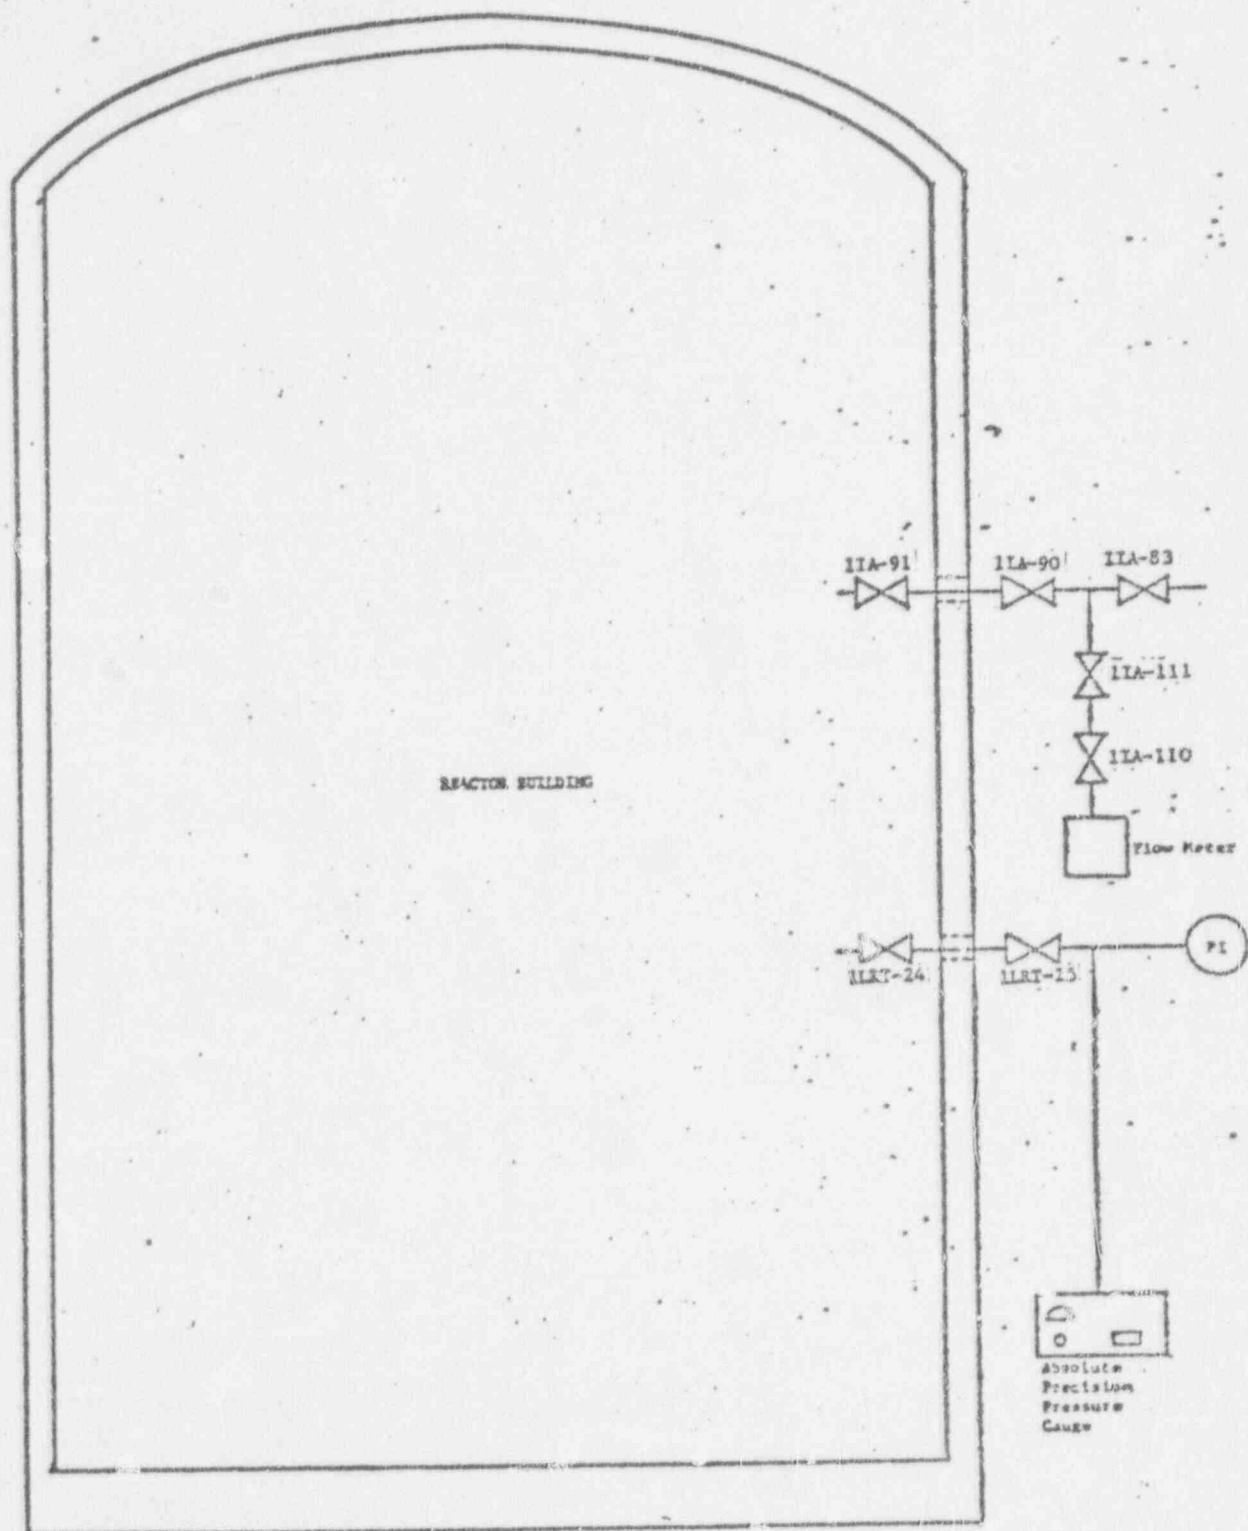 1IA-91
1IA-90
1IA-83
1IA-111
1IA-110
REACTOR BUILDING
Flow Meter
1LRT-24
1LRT-25
PI
Absolute
Precision
Pressure
Gauge